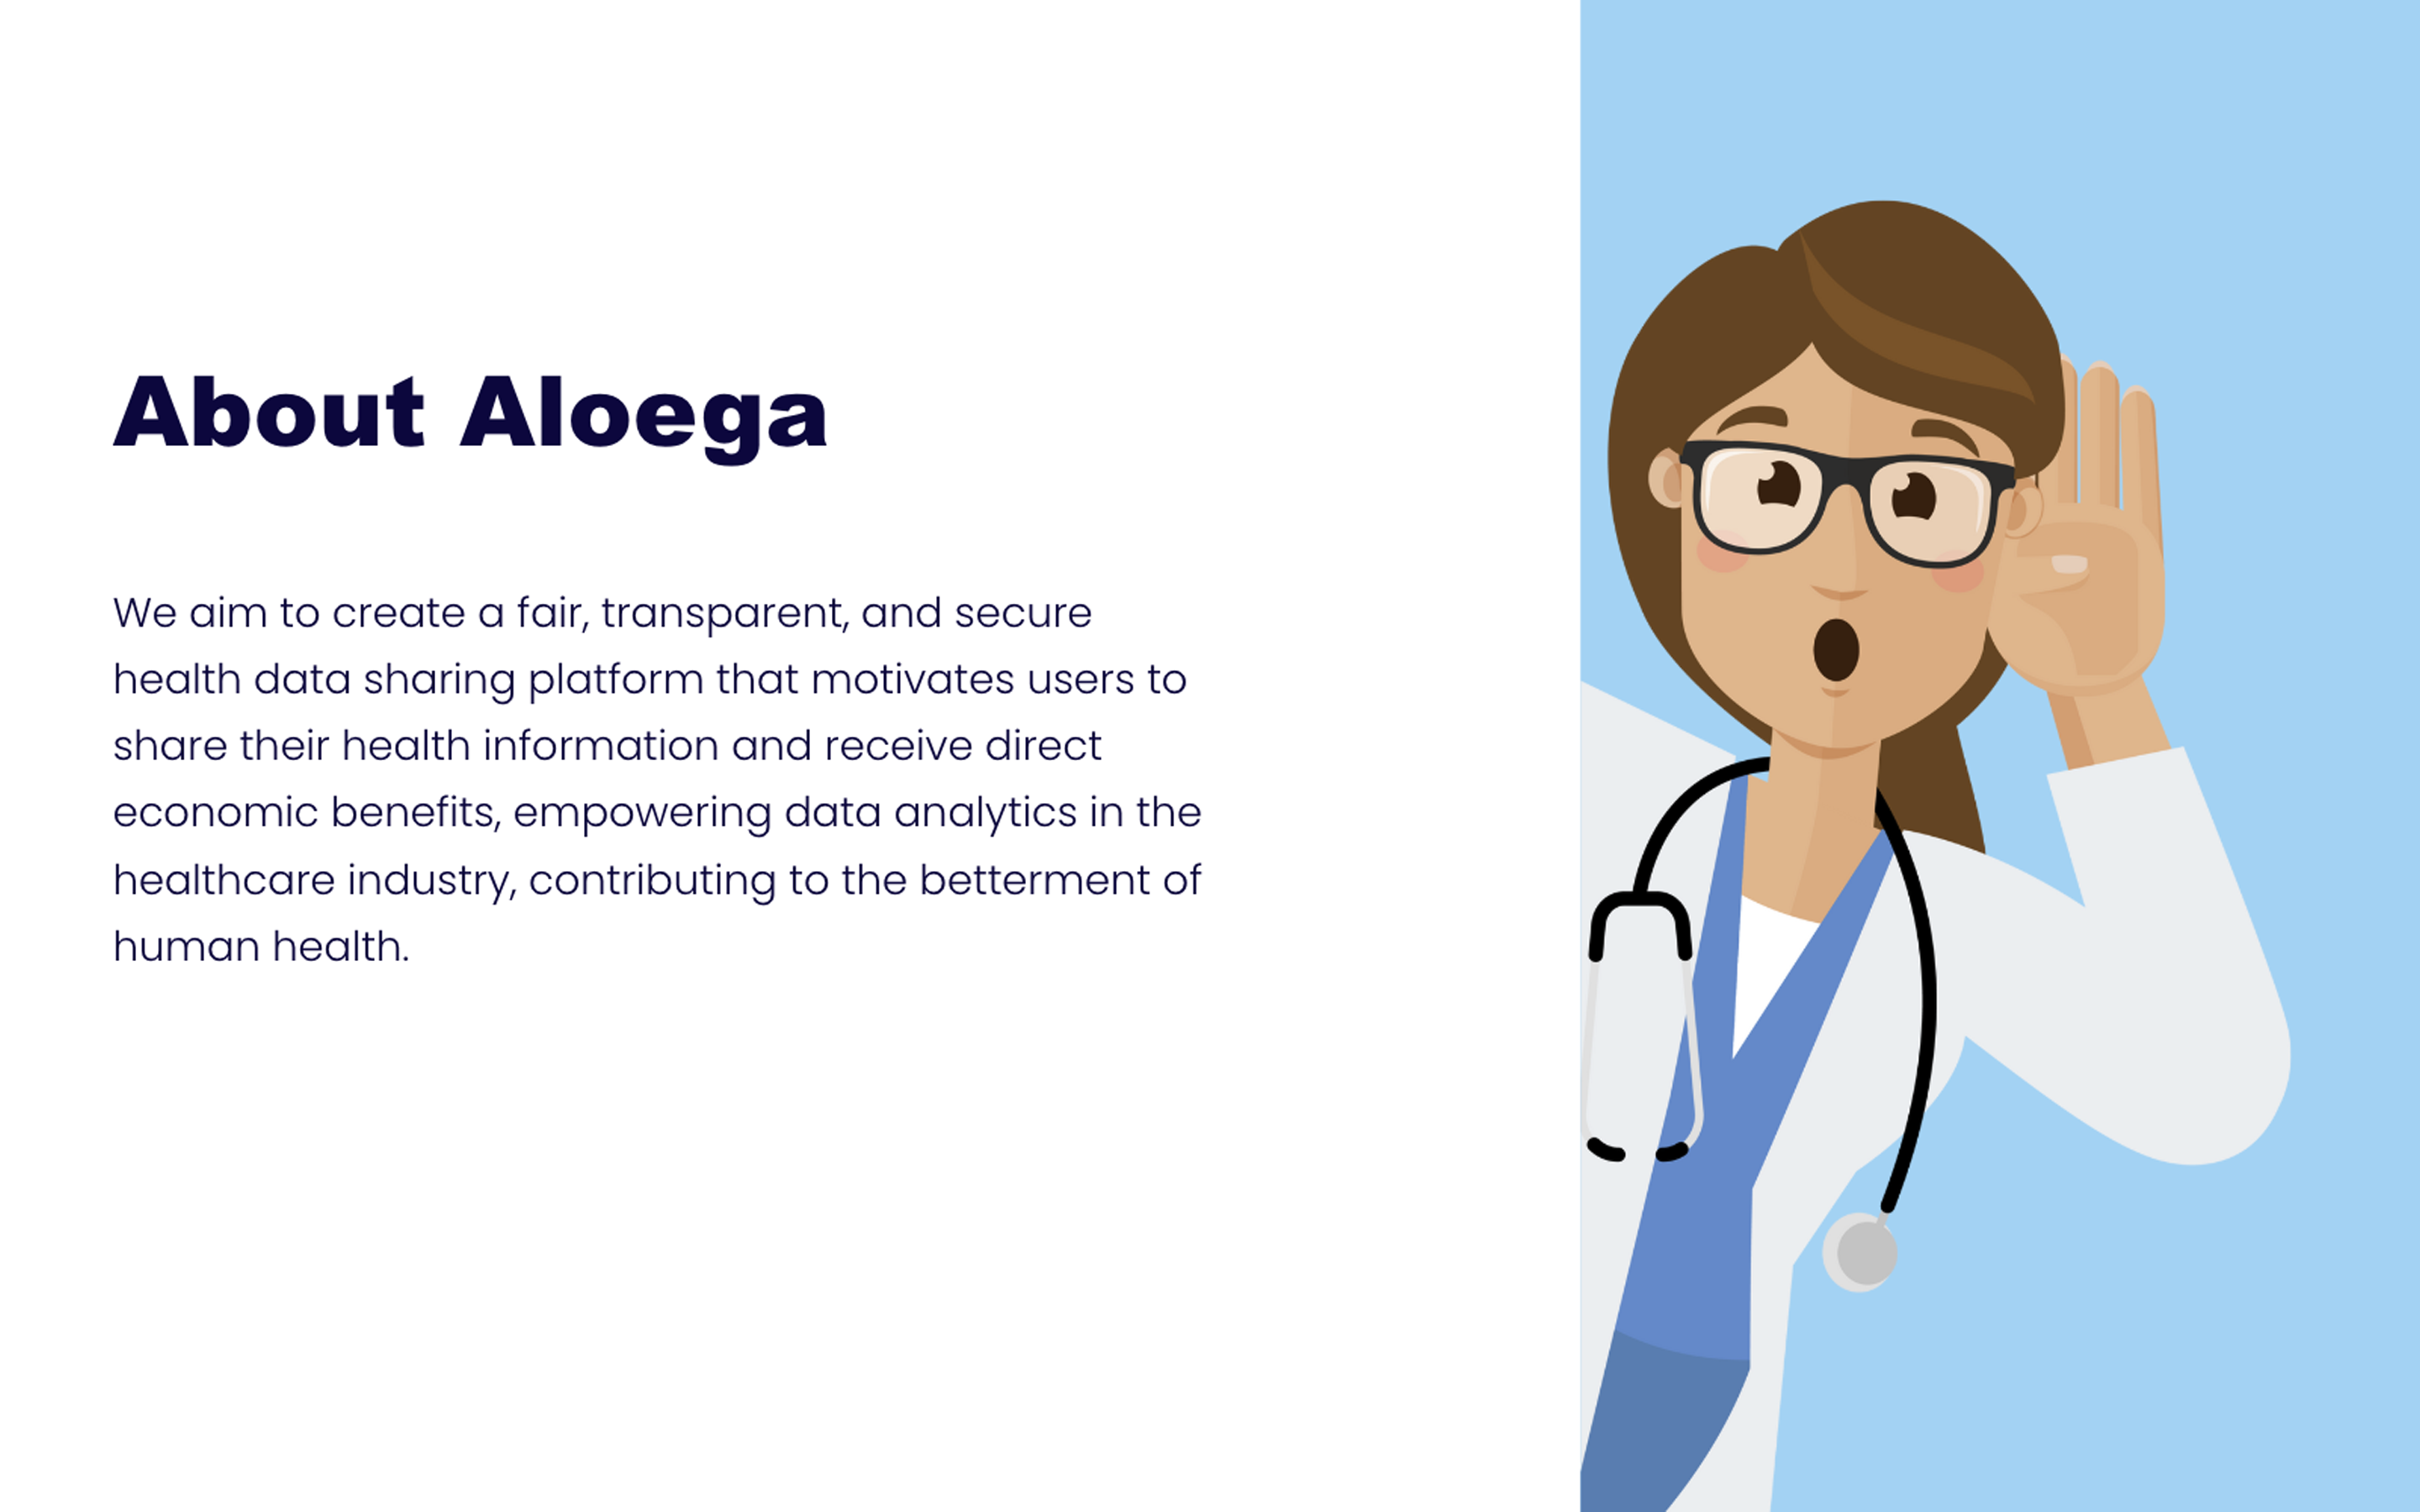 About Aloega
We aim to create a fair, transparent, and secure
health data sharing platform that motivates users to
share their health information and receive direct
economic benefits, empowering data analytics in the
healthcare industry, contributing to the betterment of
human health.